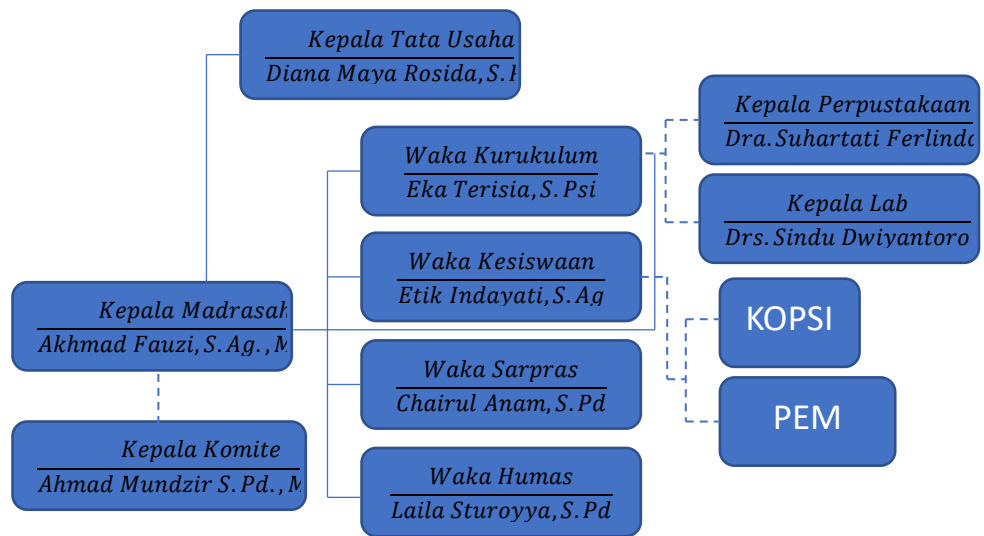 Kepala Tata Usaha
Diana Maya Rosida, S.
Waka Kurukulum
Eka Terisia, S. Psi
Kepala Perpustakaan
Dra. Suhartati
Kepala Lab
Drs. Sindu Dwiyantoro
Waka Kesiswaan
Etik Indayati, S. Ag
Kepala Madrasah
Akhmad Fauzi, S. Ag.,
KOPSI
Waka Sarpras
Chairul Anam, S. Pd
PEM
Kepala Komite
Ahmad Mundzir S. Pd.,
Waka Humas
Laila Sturoyya, S. Pd